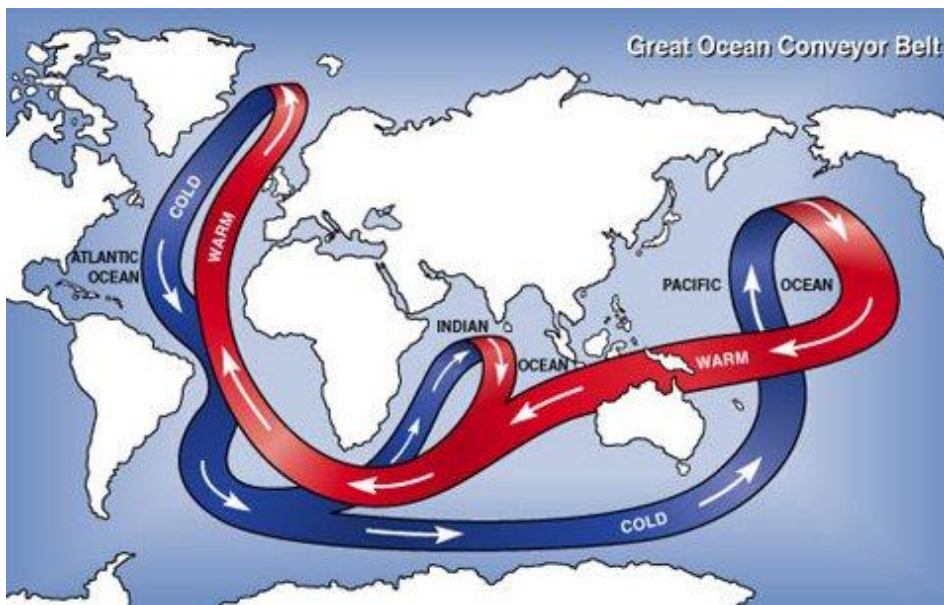 Great Ocean Conveyor Belt
COLD
WARM
ATLANTIC
OCEAN
PACIFIC
OCEAN
INDIAN
OCEAN
WARM
COLD